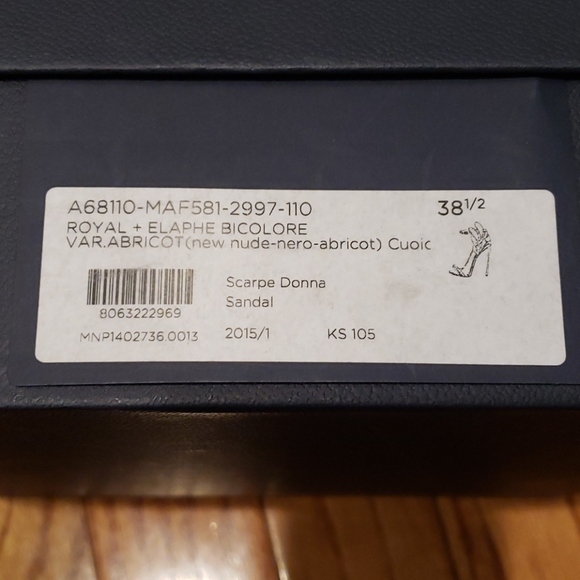 A68110-MAF581-2997-110 38 1/2
ROYAL + ELAPHE BICOLORE
VAR.ABRICOT(new nude-nero-abricot) Cuoic
Scarpe Donna
Sandal
8063222969
MNP1402736.0013 2015/1 KS 105